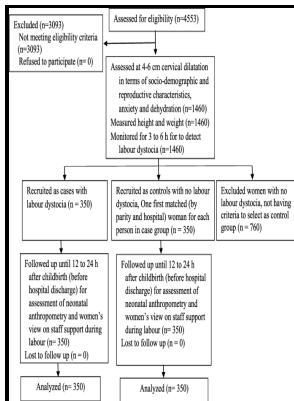 Assessed for eligibility (n=4553)
Excluded (n=3093)
Not meeting eligibility criteria
(n=3093)
Refused to participate (n= 0)
Assessed at 4-6 cm cervical dilatation
in terms of socio-demographic and
reproductive characteristics,
anxiety and dehydration (n=1460)
Measured height and weight (n=1460)
Monitored for 3 to 6 h for to detect
labour dystocia (n=1460)
Recruited as cases with
labour dystocia (n= 350)
Recruited as controls with no labour
dystocia, One first matched (by
parity and hospital) woman for each
person in case group (n= 350)
Excluded women with
no labour dystocia, not having
criteria to select as control
group (n= 760)
Followed up until 12 to 24 h
after childbirth (before
hospital discharge) for
assessment of neonatal
anthropometry and women's
view on staff support during
labour (n= 350)
Lost to follow up (n = 0)
Followed up until 12 to 24 h
after childbirth (before
hospital discharge) for
assessment of neonatal
anthropometry and women's
view on staff support during
labour (n= 350)
Lost to follow up (n = 0)
Analyzed (n= 350)
Analyzed (n= 350)